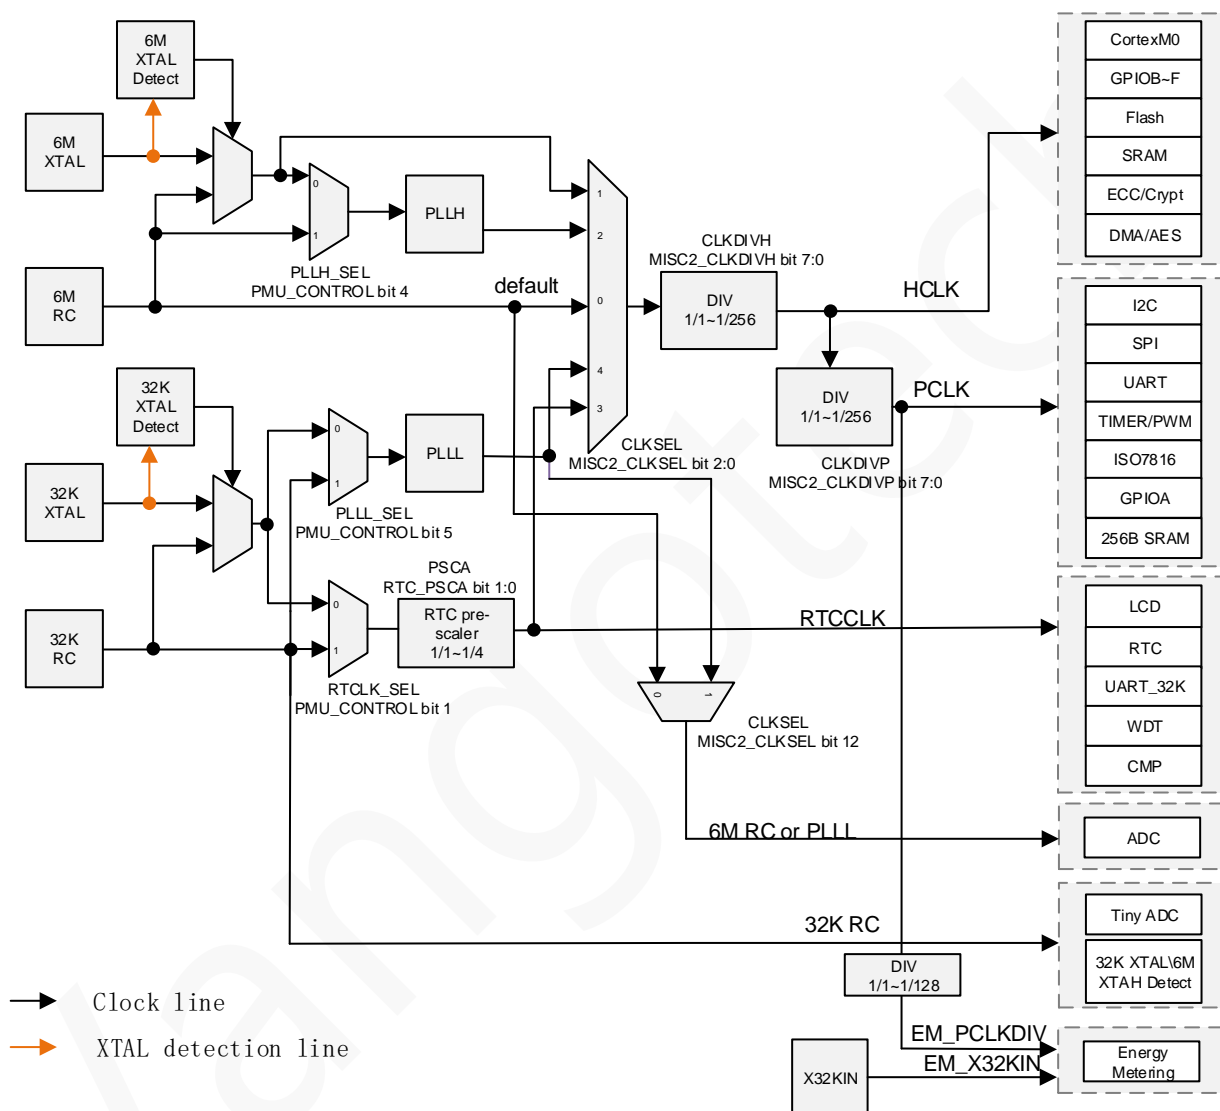 6M
XTAL
Detect
6M
XTAL
6M
RC
0
1
PLLH_SEL
PMU_CONTROL bit 4
PLLH
default
1
2
0
4
3
CLKSEL
MISC2_CLKSEL bit 2:0
CLKDIVH
MISC2_CLKDIVH bit 7:0
DIV
1/1~1/256
HCLK
DIV
1/1~1/256
CLKDIVP
MISC2_CLKDIVP bit 7:0
PCLK
CortexM0
GPIOB~F
Flash
SRAM
ECC/Crypt
DMA/AES
I2C
SPI
UART
TIMER/PWM
ISO7816
GPIOA
256B SRAM
32K
XTAL
Detect
32K
XTAL
32K
RC
0
1
PLLL_SEL
PMU_CONTROL bit 5
PLLL
PSCA
RTC_PSCA bit 1:0
RTC pre-
scaler
1/1~1/4
0
1
RTCLK_SEL
PMU_CONTROL bit 1
RTCCLK
LCD
RTC
UART_32K
WDT
CMP
0
1
CLKSEL
MISC2_CLKSEL bit 12
6M RC or PLLL
ADC
32K RC
Tiny ADC
32K XTAL\6M
XTAH Detect
DIV
1/1~1/128
EM_PCLKDIV
EM_X32KIN
X32KIN
Energy
Metering
Clock line
XTAL detection line
Vangotech